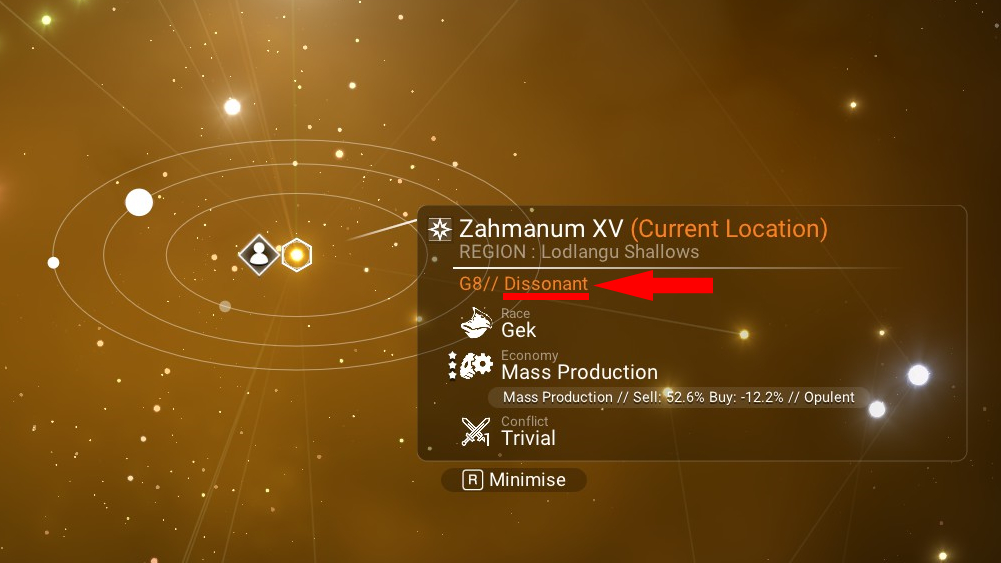 Zahmanum XV (Current Location)
REGION : Lodlangu Shallows
G8// Dissonant
Race
Gek
Economy
Mass Production
Mass Production // Sell: 52.6% Buy: -12.2% // Opulent
Conflict
Trivial
R Minimise